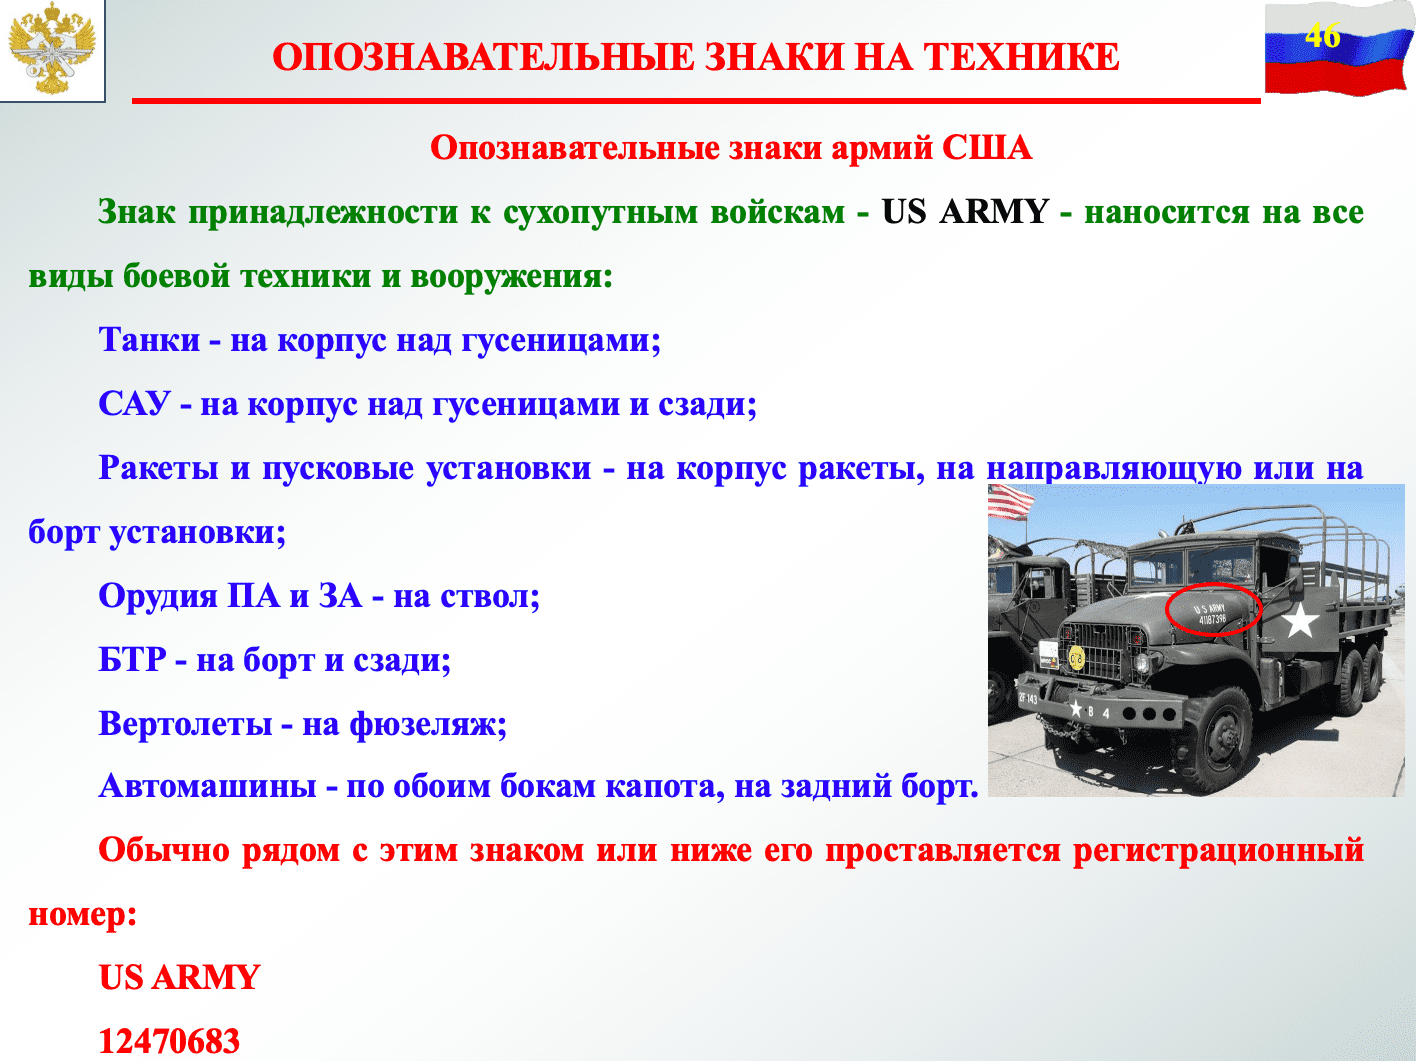 46
ОПОЗНАВАТЕЛЬНЫЕ ЗНАКИ НА ТЕХНИКЕ
Опознавательные знаки армий США
Знак принадлежности к сухопутным войскам - US ARMY - наносится на все
виды боевой техники и вооружения:
Танки - на корпус над гусеницами;
САУ - на корпус над гусеницами и сзади;
Ракеты и пусковые установки - на корпус ракеты, на направляющую или на
борт установки;
Орудия ПА и ЗА - на ствол;
БТР - на борт и сзади;
Вертолеты - на фюзеляж;
Автомашины - по обоим бокам капота, на задний борт.
U S ARMY
41187398
2F 143
B 4
Обычно рядом с этим знаком или ниже его проставляется регистрационный
номер:
US ARMY
12470683